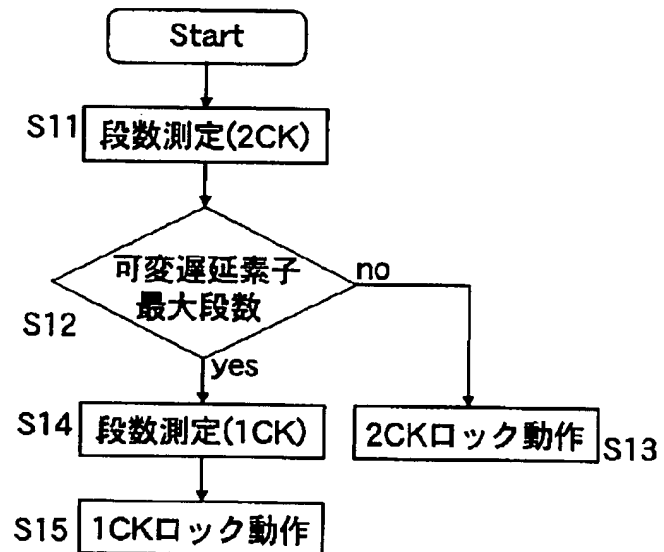 Start
S11
段数測定(2CK)
可変遅延素子
最大段数
no
S12
yes
S14
段数測定(1CK)
2CKロック動作
S13
S15
1CKロック動作